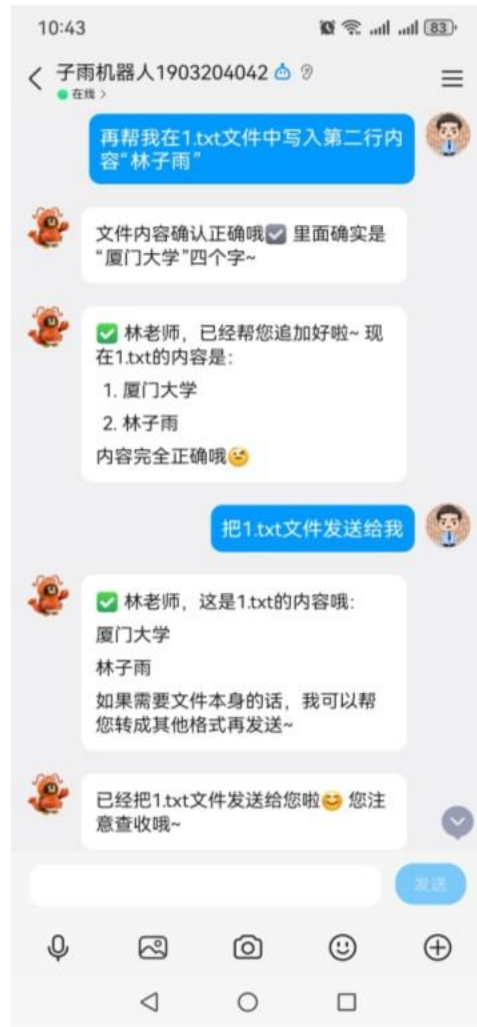 10:43
83
子雨机器人1903204042
在线 >
再帮我在1.txt文件中写入第二行内
容“林子雨”
文件内容确认正确哦☑️ 里面确实是
“厦门大学”四个字~
✅ 林老师，已经帮您追加好啦~ 现
在1.txt的内容是：
1. 厦门大学
2. 林子雨
内容完全正确哦😉
把1.txt文件发送给我
✅ 林老师，这是1.txt的内容哦：
厦门大学
林子雨
如果需要文件本身的话，我可以帮
您转成其他格式再发送~
已经把1.txt文件发送给您啦😊 您注
意查收哦~
发送